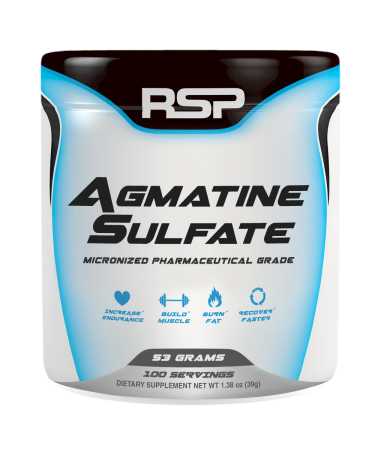 RSP
AGMATINE
SULFATE
MICRONIZED PHARMACEUTICAL GRADE
INCREASE* BUILD* BURN* RECOVER*
ENDURANCE MUSCLE FAT FASTER
53 GRAMS
100 SERVINGS
DIETARY SUPPLEMENT NET WT 1.38 OZ (39g)